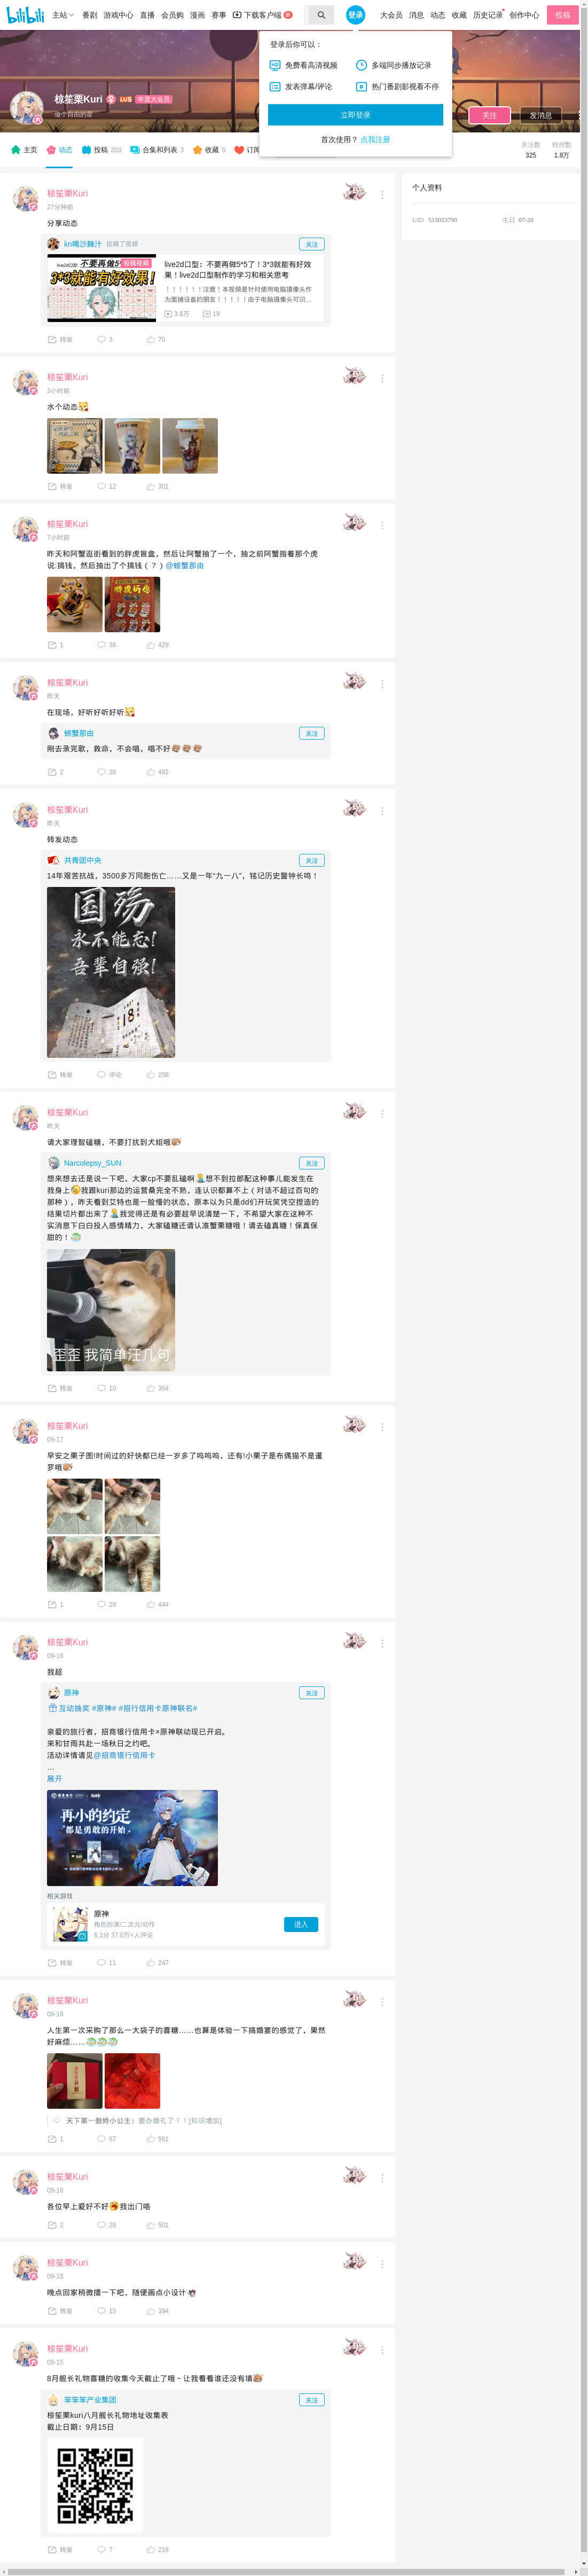 bilibili 主站 番剧 游戏中心 直播 会员购 漫画 赛事 下载客户端 登录 大会员 消息 动态 收藏 历史记录 创作中心 投稿
登录后你可以：
免费看高清视频 多端同步播放记录
发表弹幕/评论 热门番剧影视看不停
立即登录
首次使用？ 点我注册
椋笙栗Kuri LV5 年度大会员
做个自由的星
关注 发消息
主页 动态 投稿 203 合集和列表 3 收藏 0 订阅
关注数 粉丝数
325 1.8万
个人资料
UID 515053790 生日 07-20
椋笙栗Kuri
27分钟前
分享动态
kn喝沙棘汁 投稿了视频 关注
不要再做5*5了
投稿视频
3*3就能有好效果！
live2d口型：不要再做5*5了！3*3就能有好效果！live2d口型制作的学习和相关思考
！！！！！！注意！本视频是针对使用电脑摄像头作为面捕设备的朋友！！！！！由于电脑摄像头可识...
3.8万 19
转发 3 70
椋笙栗Kuri
3小时前
水个动态
转发 12 301
椋笙栗Kuri
7小时前
昨天和阿蟹逛街看到的胖虎盲盒，然后让阿蟹抽了一个，抽之前阿蟹指着那个虎
说:搞钱，然后抽出了个搞钱（？）@螃蟹那由
1 38 429
椋笙栗Kuri
昨天
在现场，好听好听好听
螃蟹那由 关注
刚去录完歌，救命，不会唱，唱不好
2 36 482
椋笙栗Kuri
昨天
转发动态
共青团中央 关注
14年艰苦抗战，3500多万同胞伤亡……又是一年“九一八”，铭记历史警钟长鸣！
国殇
永不能忘!
吾辈自强!
18
转发 评论 258
椋笙栗Kuri
昨天
请大家理智磕糖，不要打扰到犬姐哦
Narcolepsy_SUN 关注
想来想去还是说一下吧，大家cp不要乱磕啊想不到拉郎配这种事儿能发生在
我身上我跟kuri那边的运营桑完全不熟，连认识都算不上（对话不超过百句的
那种），昨天看到艾特也是一脸懵的状态，原本以为只是dd们开玩笑凭空捏造的
结果切片都出来了我觉得还是有必要趁早说清楚一下，不希望大家在这种不
实消息下白白投入感情精力，大家磕糖还请认准蟹栗糖哦！请去磕真糖！保真保
甜的！
歪歪 我简单汪几句
转发 10 364
椋笙栗Kuri
09-17
早安之栗子图!时间过的好快都已经一岁多了呜呜呜，还有!小栗子是布偶猫不是暹
罗哦
1 29 444
椋笙栗Kuri
09-16
我超
原神 关注
互动抽奖 #原神# #招行信用卡原神联名#
亲爱的旅行者，招商银行信用卡×原神联动现已开启。
来和甘雨共赴一场秋日之约吧。
活动详情请见@招商银行信用卡
...
展开
再小的约定
都是勇敢的开始
相关游戏
原神
角色扮演/二次元/动作
6.1分 37.0万+人评论
进入
转发 11 247
椋笙栗Kuri
09-16
人生第一次采购了那么一大袋子的喜糖……也算是体验一下搞婚宴的感觉了，果然
好麻烦……
天下第一傲娇小公主：要办婚礼了？！[知识增加]
1 67 561
椋笙栗Kuri
09-16
各位早上爱好不好我出门咯
2 28 501
椋笙栗Kuri
09-15
晚点回家稍微播一下吧，随便画点小设计
转发 15 394
椋笙栗Kuri
09-15
8月舰长礼物喜糖的收集今天截止了哦~ 让我看看谁还没有填
笨笨笨产业集团 关注
椋笙栗kuri八月舰长礼物地址收集表
截止日期：9月15日
转发 7 218